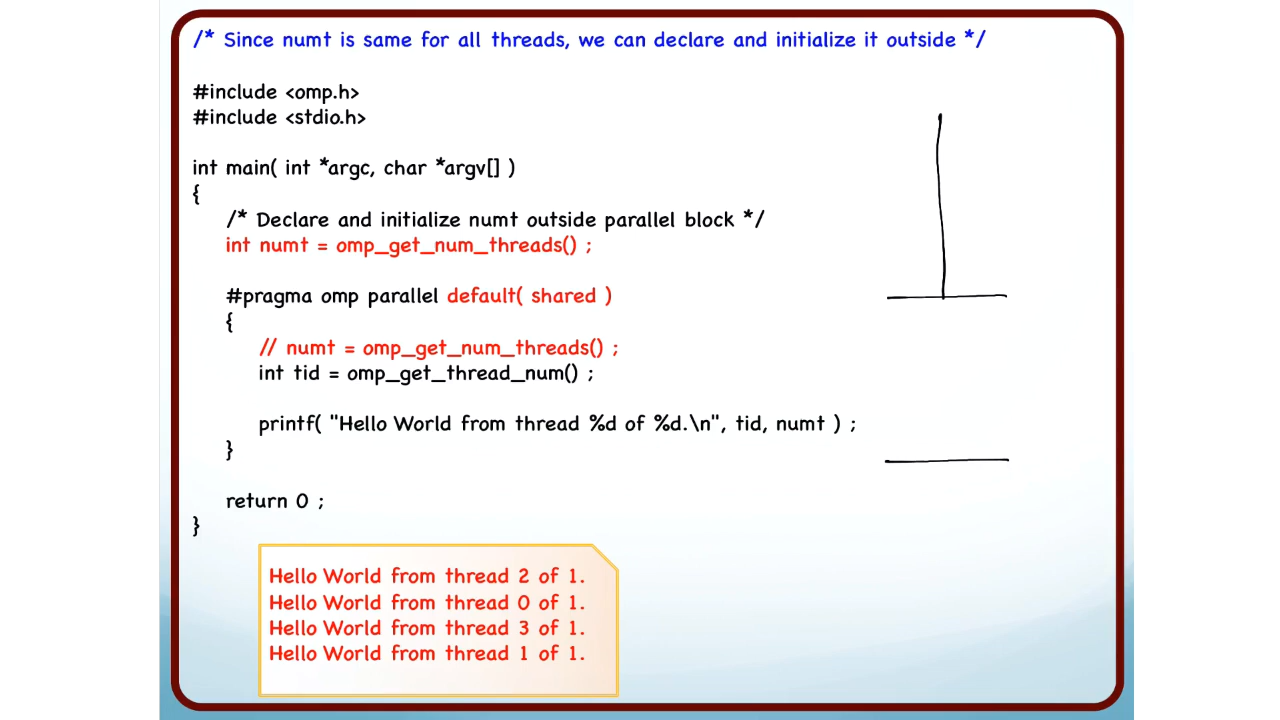 /* Since numt is same for all threads, we can declare and initialize it outside */
#include <omp.h>
#include <stdio.h>
int main( int *argc, char *argv[] )
{
/* Declare and initialize numt outside parallel block */
int numt = omp_get_num_threads() ;
#pragma omp parallel default( shared )
{
// numt = omp_get_num_threads() ;
int tid = omp_get_thread_num() ;
printf( "Hello World from thread %d of %d.\n", tid, numt ) ;
}
return 0 ;
}
Hello World from thread 2 of 1.
Hello World from thread 0 of 1.
Hello World from thread 3 of 1.
Hello World from thread 1 of 1.